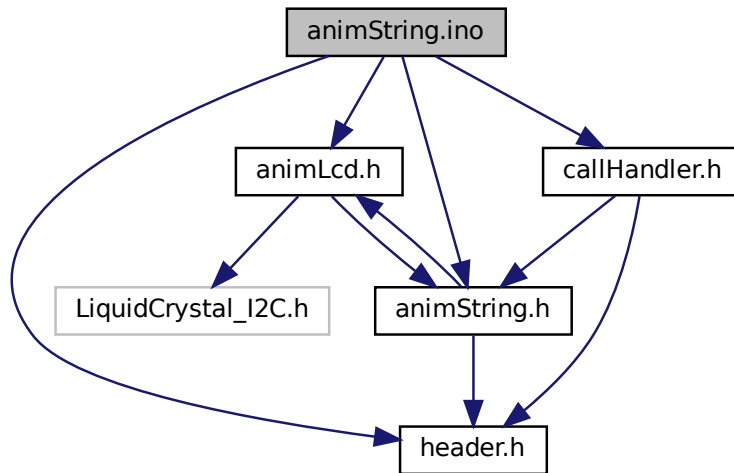 animString.ino
animLcd.h
callHandler.h
LiquidCrystal_I2C.h
animString.h
header.h